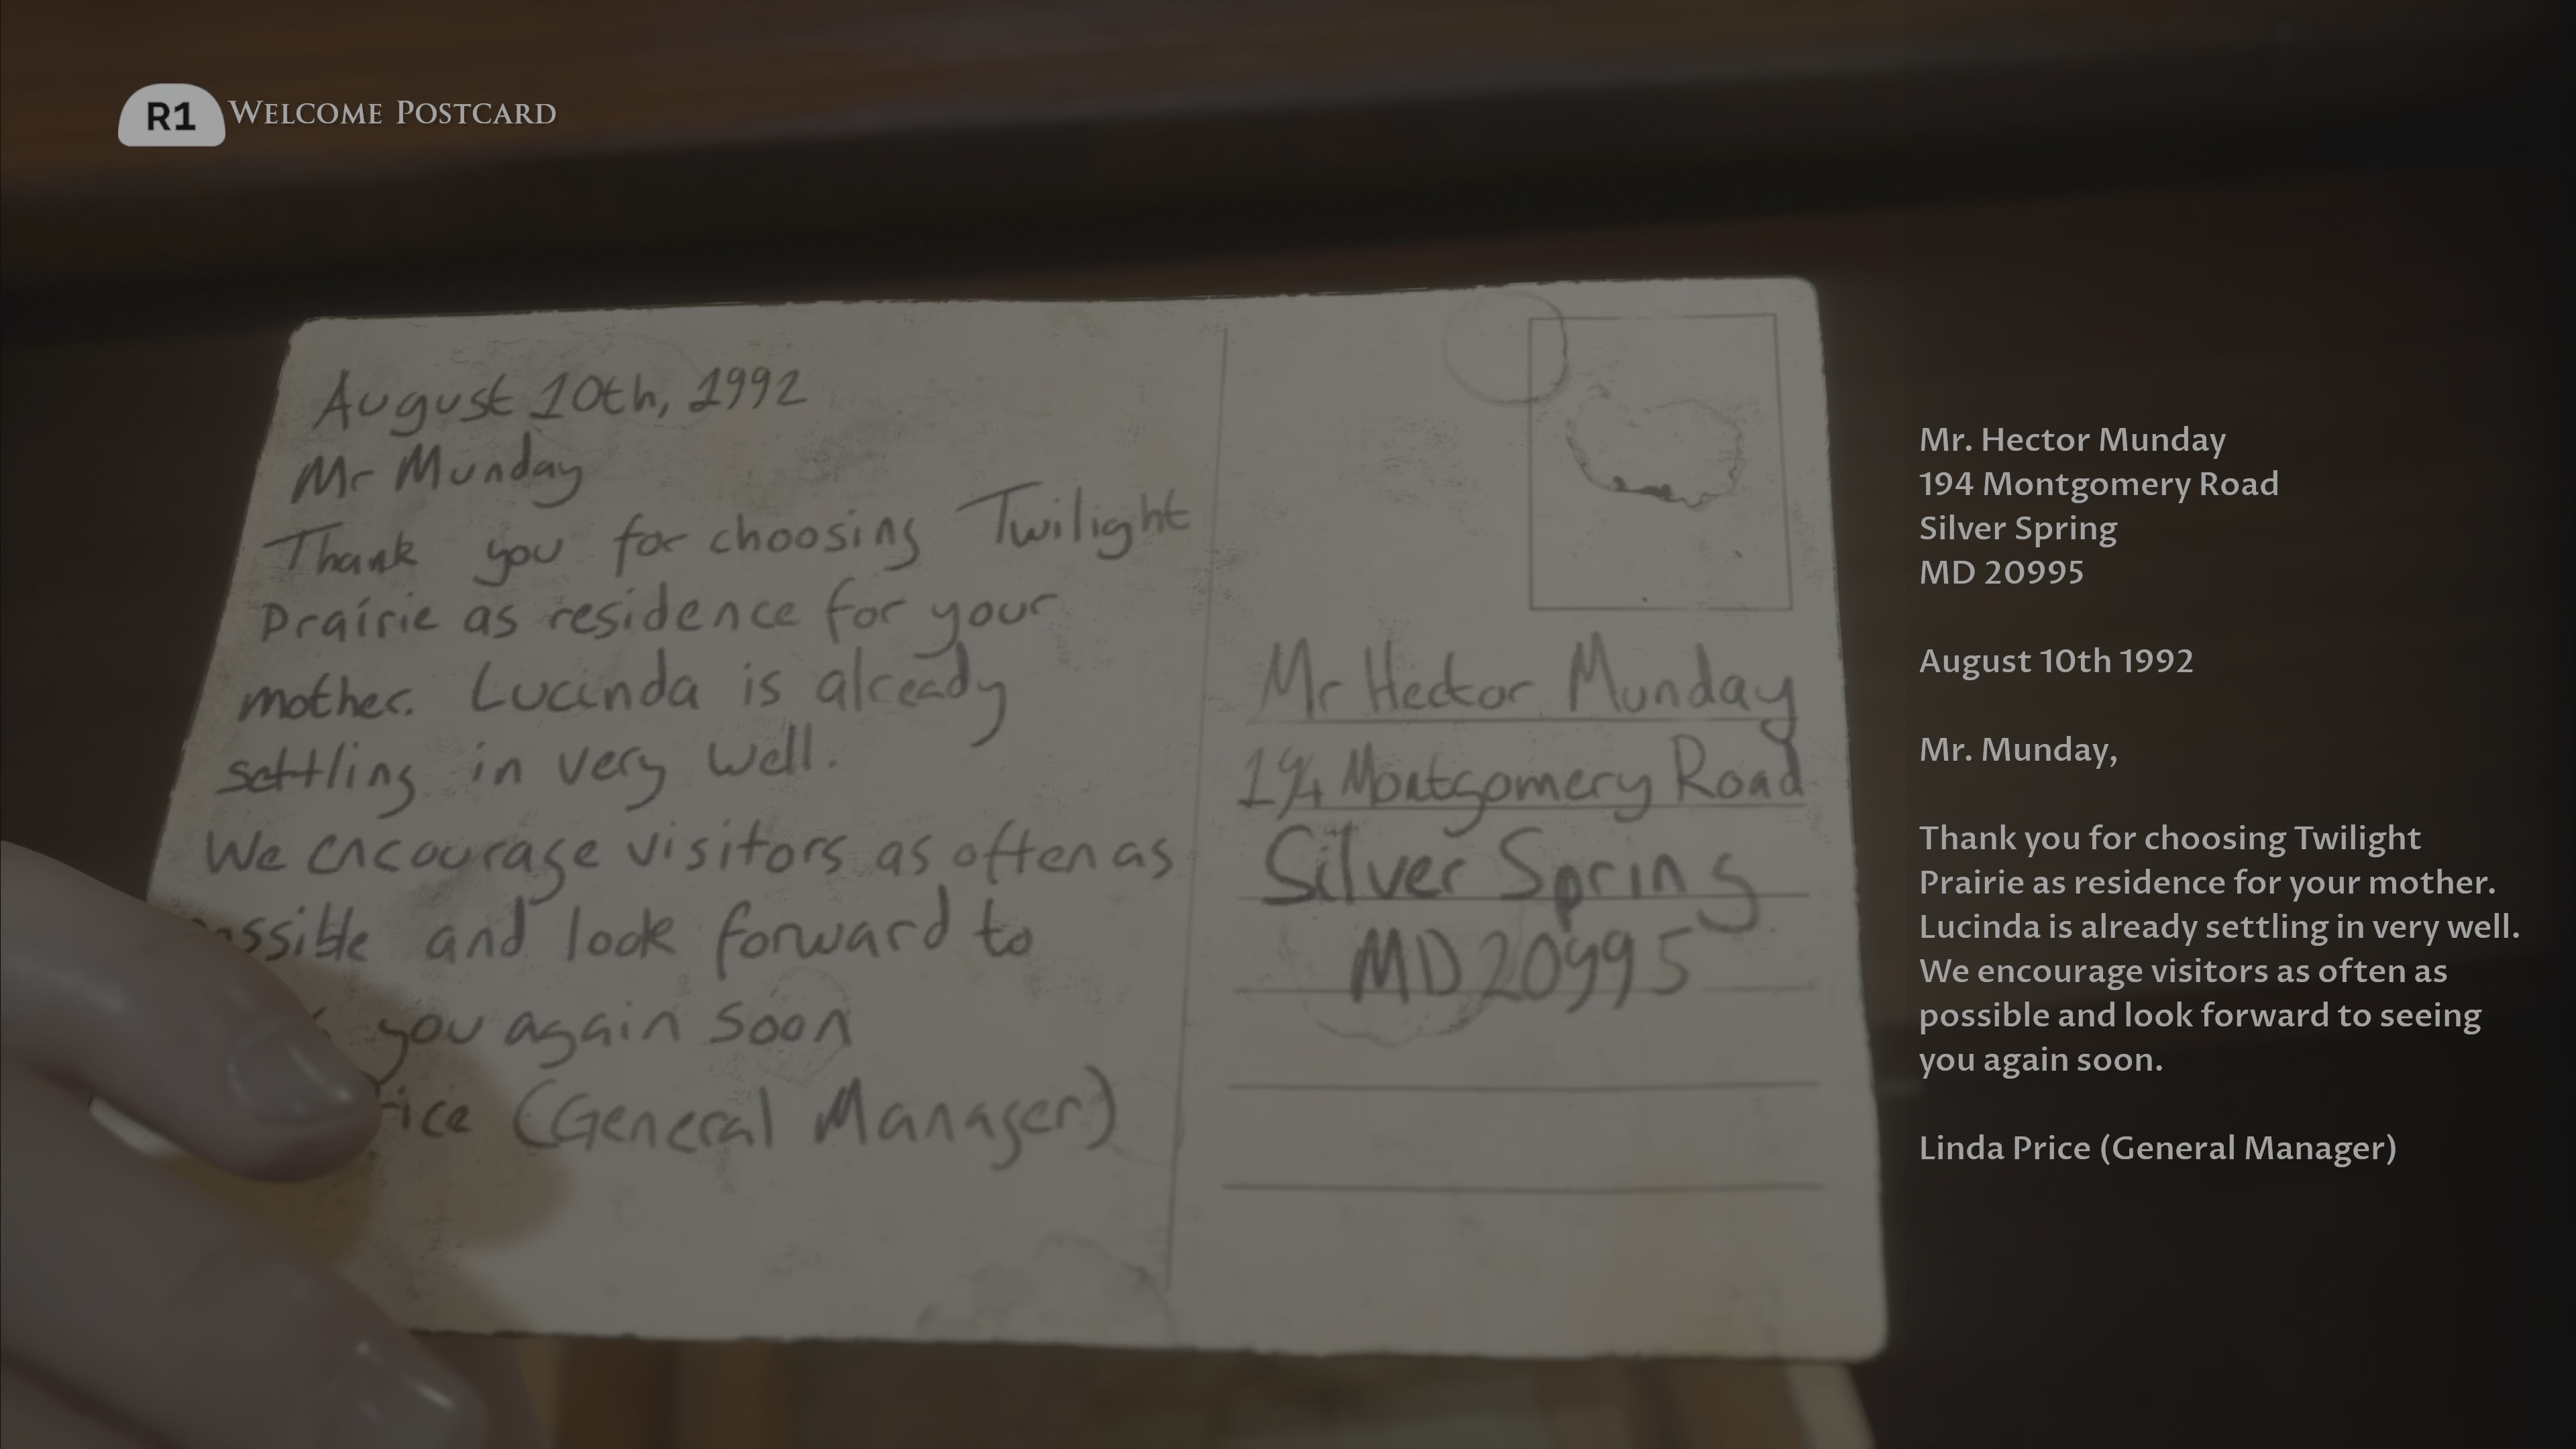 R1 WELCOME POSTCARD
August 10th, 1992
Mr Munday
Thank you for choosing Twilight
Prairie as residence for your
mother. Lucinda is already
settling in very well.
We encourage visitors as often as
ossible and look forward to
you again soon
rice (General Manager)
Mr Hector Munday
194 Montgomery Road
Silver Spring
MD 20995
Mr. Hector Munday
194 Montgomery Road
Silver Spring
MD 20995
August 10th 1992
Mr. Munday,
Thank you for choosing Twilight
Prairie as residence for your mother.
Lucinda is already settling in very well.
We encourage visitors as often as
possible and look forward to seeing
you again soon.
Linda Price (General Manager)